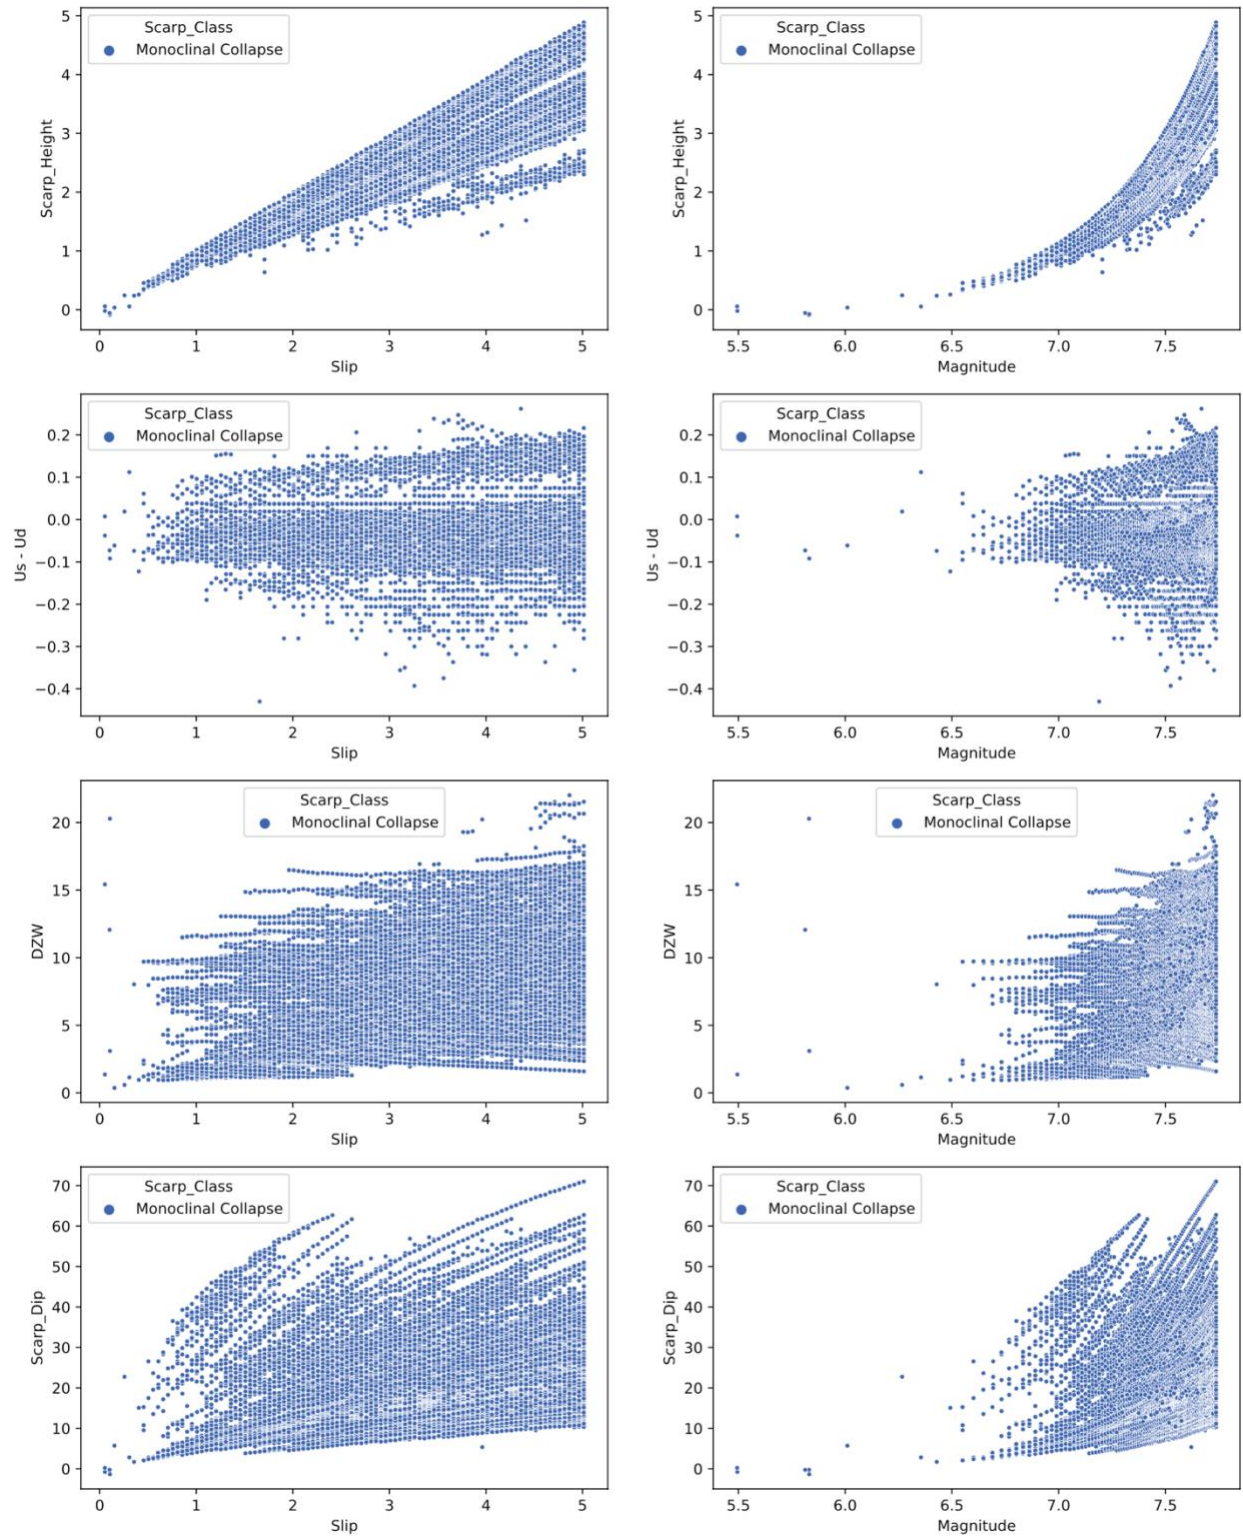 Scarp_Class
Monoclinal Collapse
5
4
3
2
1
0
Scarp_Height
0 1 2 3 4 5
Slip
Scarp_Class
Monoclinal Collapse
5
4
3
2
1
0
Scarp_Height
5.5 6.0 6.5 7.0 7.5
Magnitude
Scarp_Class
Monoclinal Collapse
0.2
0.1
0.0
−0.1
−0.2
−0.3
−0.4
Us - Ud
0 1 2 3 4 5
Slip
Scarp_Class
Monoclinal Collapse
0.2
0.1
0.0
−0.1
−0.2
−0.3
−0.4
Us - Ud
5.5 6.0 6.5 7.0 7.5
Magnitude
Scarp_Class
Monoclinal Collapse
20
15
10
5
0
DZW
0 1 2 3 4 5
Slip
Scarp_Class
Monoclinal Collapse
20
15
10
5
0
DZW
5.5 6.0 6.5 7.0 7.5
Magnitude
Scarp_Class
Monoclinal Collapse
70
60
50
40
30
20
10
0
Scarp_Dip
0 1 2 3 4 5
Slip
Scarp_Class
Monoclinal Collapse
70
60
50
40
30
20
10
0
Scarp_Dip
5.5 6.0 6.5 7.0 7.5
Magnitude